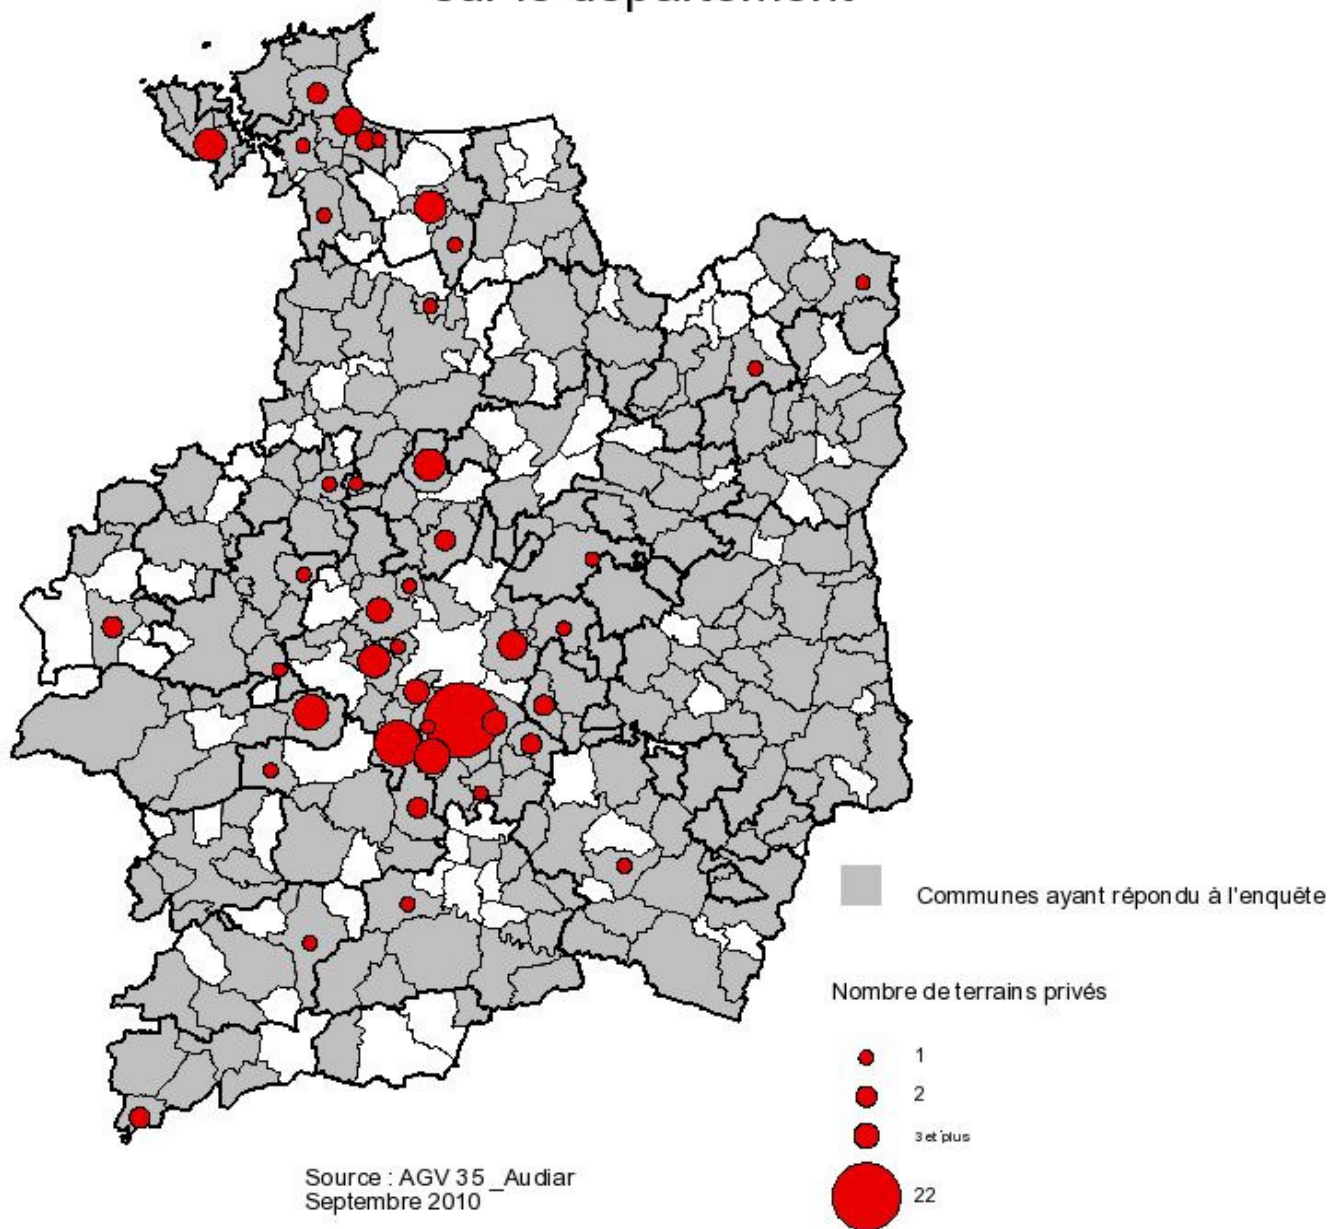 sur le département
Communes ayant répondu à l'enquête
Nombre de terrains privés
1
2
3 et plus
22
Source : AGV 35 _Audiar
Septembre 2010